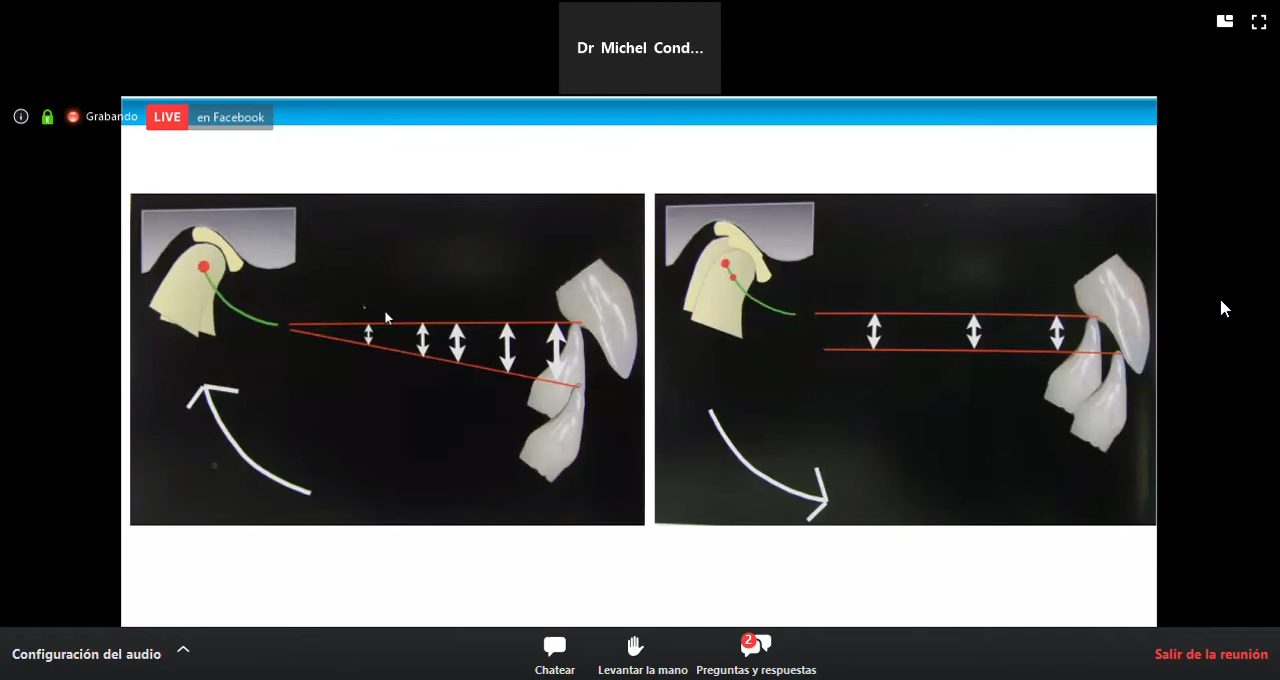 Dr Michel Cond...
Grabando
LIVE
en Facebook
Configuración del audio
Chatear
Levantar la mano
2
Preguntas y respuestas
Salir de la reunión